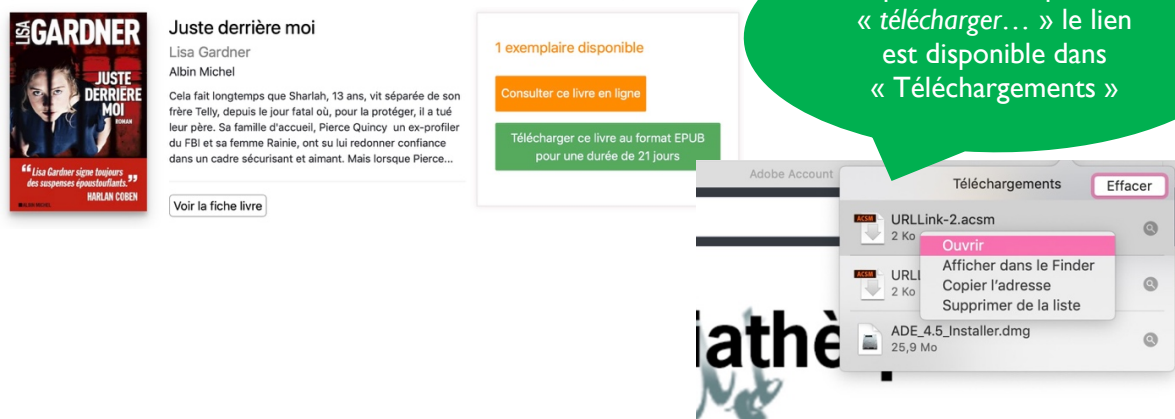 LISA
GARDNER
JUSTE
DERRIÈRE
MOI
ROMAN
“Lisa Gardner signe toujours
des suspenses époustouflants.”
HARLAN COBEN
ALBIN MICHEL
Juste derrière moi
Lisa Gardner
Albin Michel
Cela fait longtemps que Sharlah, 13 ans, vit séparée de son
frère Telly, depuis le jour fatal où, pour la protéger, il a tué
leur père. Sa famille d'accueil, Pierce Quincy un ex-profiler
du FBI et sa femme Rainie, ont su lui redonner confiance
dans un cadre sécurisant et aimant. Mais lorsque Pierce...
Voir la fiche livre
1 exemplaire disponible
Consulter ce livre en ligne
Télécharger ce livre au format EPUB
pour une durée de 21 jours
« télécharger… » le lien
est disponible dans
« Téléchargements »
Adobe Account
Téléchargements
Effacer
ACSM
URLLink-2.acsm
2 Ko
Ouvrir
Afficher dans le Finder
Copier l'adresse
Supprimer de la liste
ACSM
URLL
2 Ko
ADE_4.5_Installer.dmg
25,9 Mo
iathè